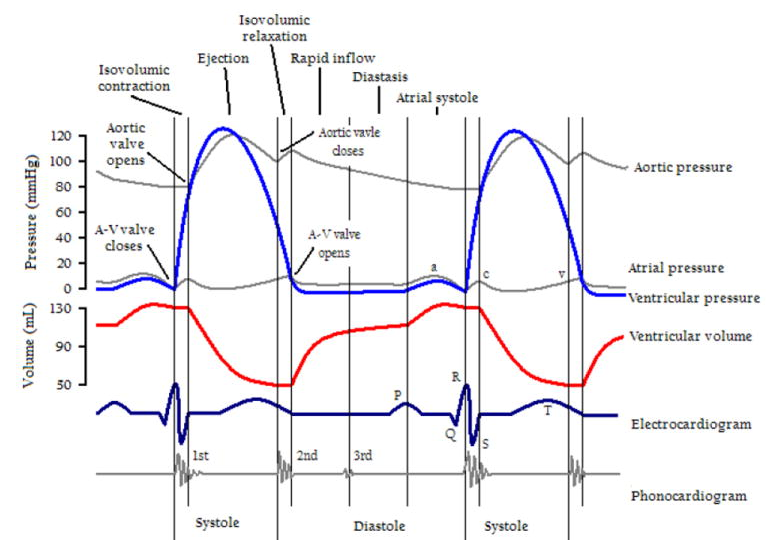 Isovolumic
relaxation
Ejection
Rapid inflow
Isovolumic
contraction
Diastasis
Atrial systole
Aortic
valve
opens
Aortic vavle
closes
A-V valve
closes
A-V valve
opens
Pressure (mmHg)
120
100
80
60
40
20
0
Aortic pressure
a
c
v
Atrial pressure
Ventricular pressure
Volume (mL)
130
90
50
Ventricular volume
P
R
Q
S
T
Electrocardiogram
1st
2nd
3rd
Phonocardiogram
Systole
Diastole
Systole